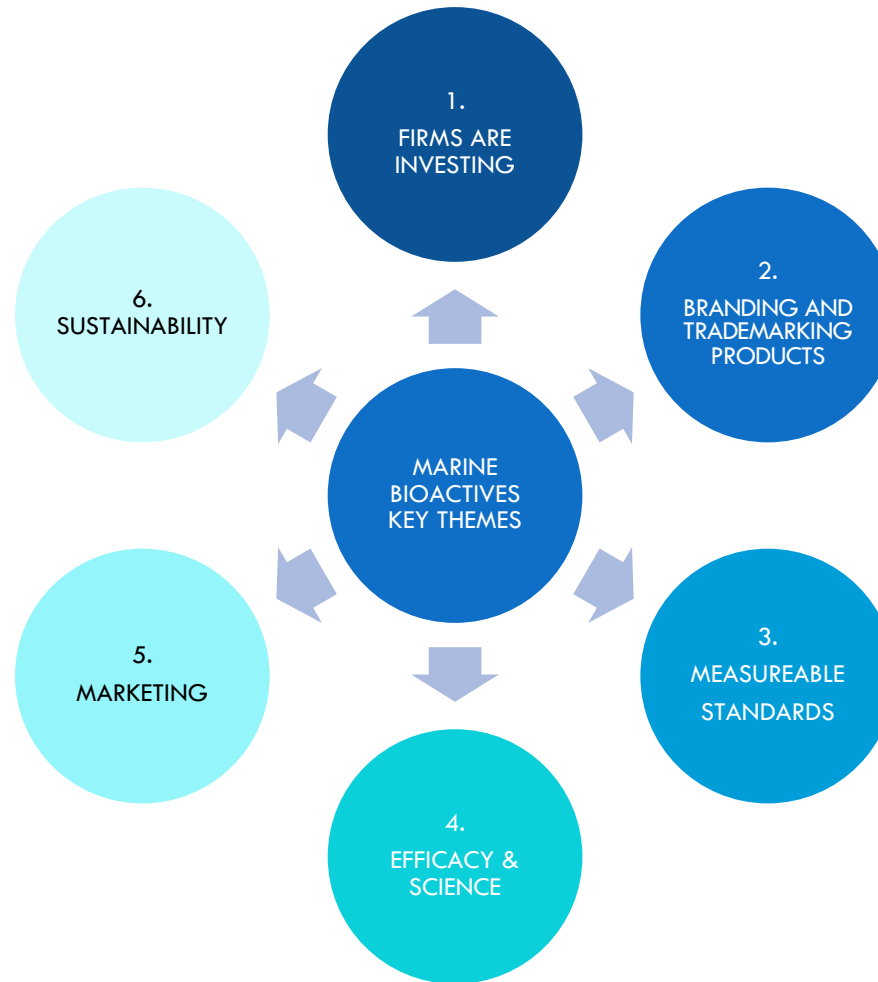 1.
FIRMS ARE
INVESTING
2.
BRANDING AND
TRADEMARKING
PRODUCTS
3.
MEASUREABLE
STANDARDS
4.
EFFICACY &
SCIENCE
5.
MARKETING
6.
SUSTAINABILITY
MARINE
BIOACTIVES
KEY THEMES